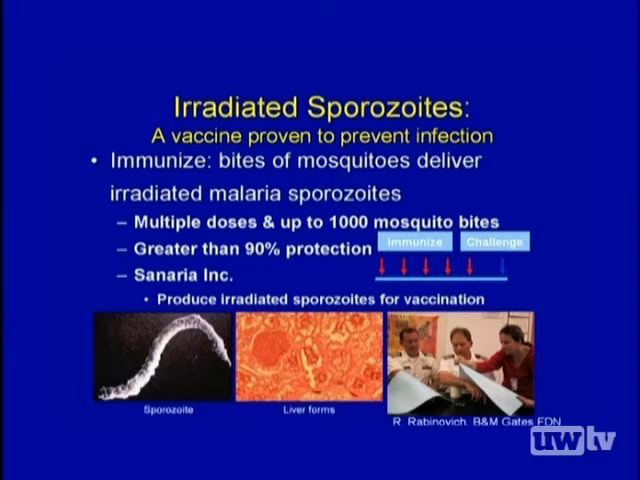 Irradiated Sporozoites:
A vaccine proven to prevent infection
• Immunize: bites of mosquitoes deliver
irradiated malaria sporozoites
– Multiple doses & up to 1000 mosquito bites
– Greater than 90% protection
Immunize Challenge
– Sanaria Inc.
• Produce irradiated sporozoites for vaccination
Sporozoite
Liver forms
R. Rabinovich, B&M Gates FDN
uwtv